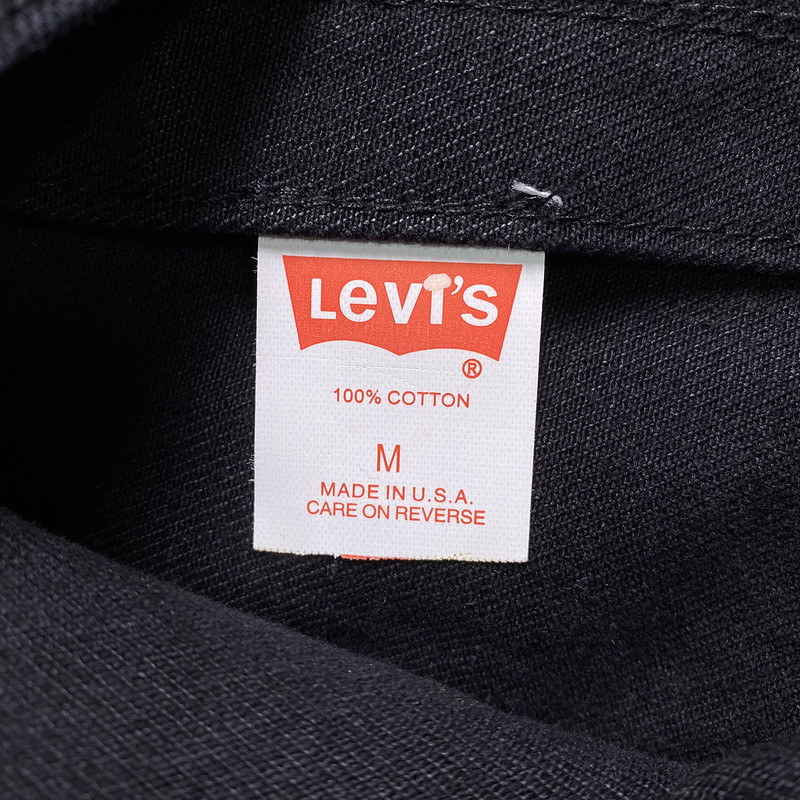 Levi's
®
100% COTTON
M
MADE IN U.S.A.
CARE ON REVERSE